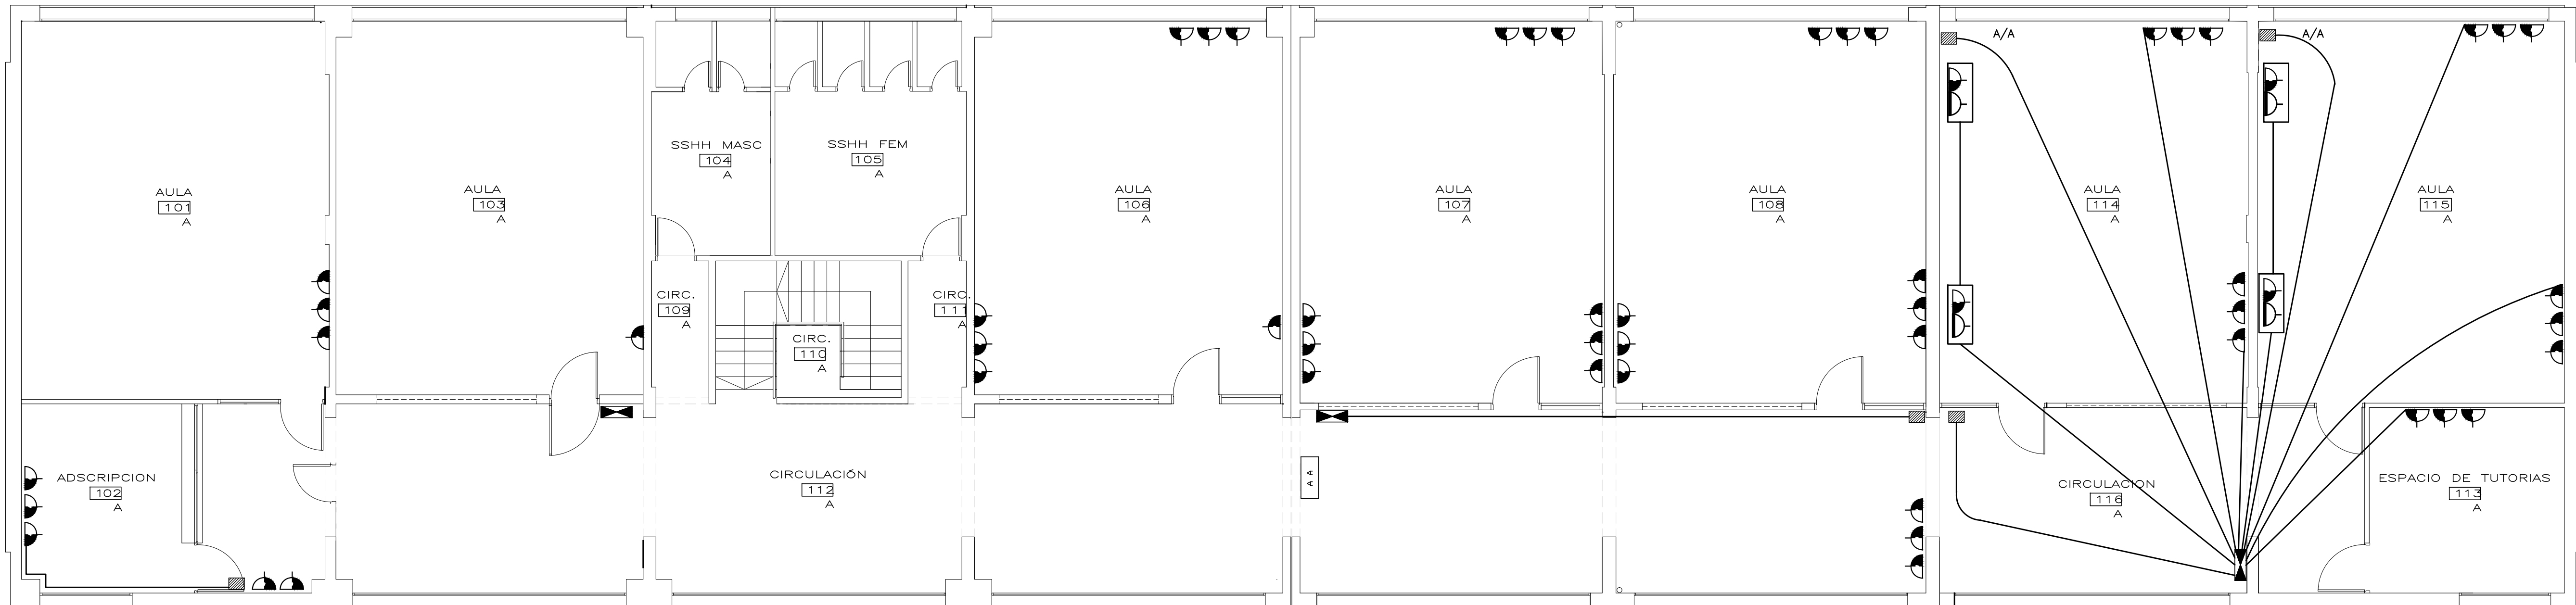 A/A
A/A
SSHH MASC
104
A
SSHH FEM
105
A
AULA
101
A
AULA
103
A
AULA
106
A
AULA
107
A
AULA
108
A
AULA
114
A
AULA
115
A
CIRC.
109
A
CIRC.
111
A
CIRC.
110
A
ADSCRIPCION
102
A
CIRCULACIÓN
112
A
A A
CIRCULACION
116
A
ESPACIO DE TUTORIAS
113
A